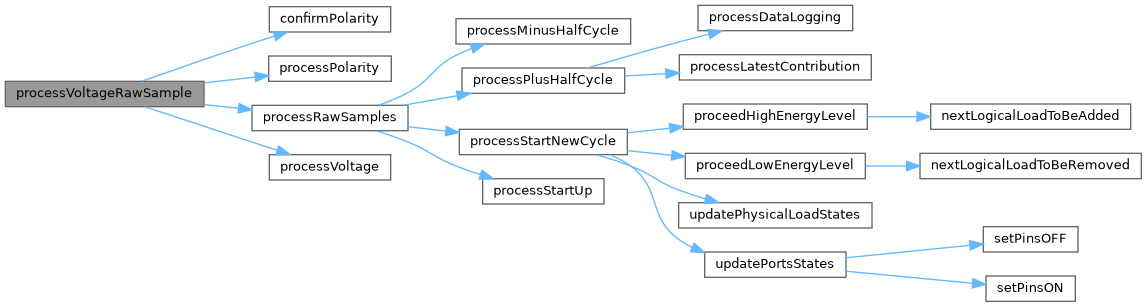 processVoltageRawSample
confirmPolarity
processPolarity
processRawSamples
processVoltage
processMinusHalfCycle
processPlusHalfCycle
processStartNewCycle
processStartUp
processDataLogging
processLatestContribution
proceedHighEnergyLevel
proceedLowEnergyLevel
updatePhysicalLoadStates
updatePortsStates
nextLogicalLoadToBeAdded
nextLogicalLoadToBeRemoved
setPinsOFF
setPinsON